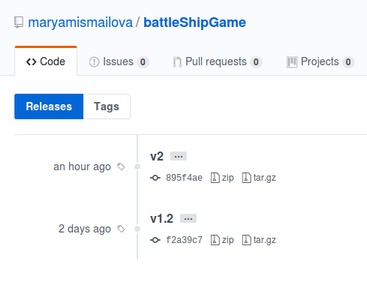 maryamismailova / battleShipGame
<> Code Issues 0 Pull requests 0 Projects 0
Releases Tags
v2 ...
an hour ago
895f4ae zip tar.gz
v1.2 ...
2 days ago
f2a39c7 zip tar.gz